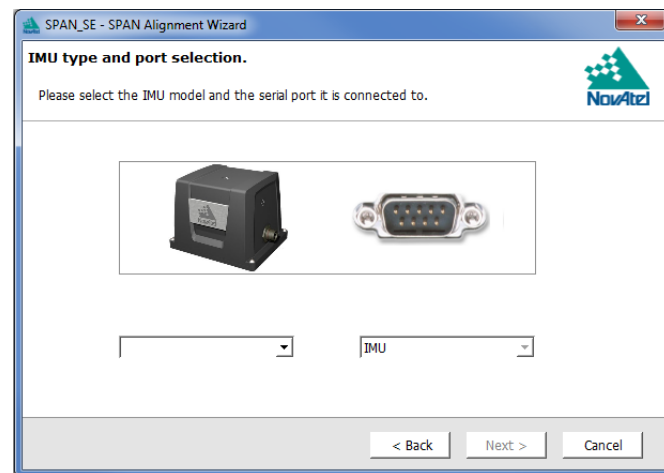 SPAN_SE - SPAN Alignment Wizard
IMU type and port selection.
Please select the IMU model and the serial port it is connected to.
NovAtel
IMU
< Back
Next >
Cancel